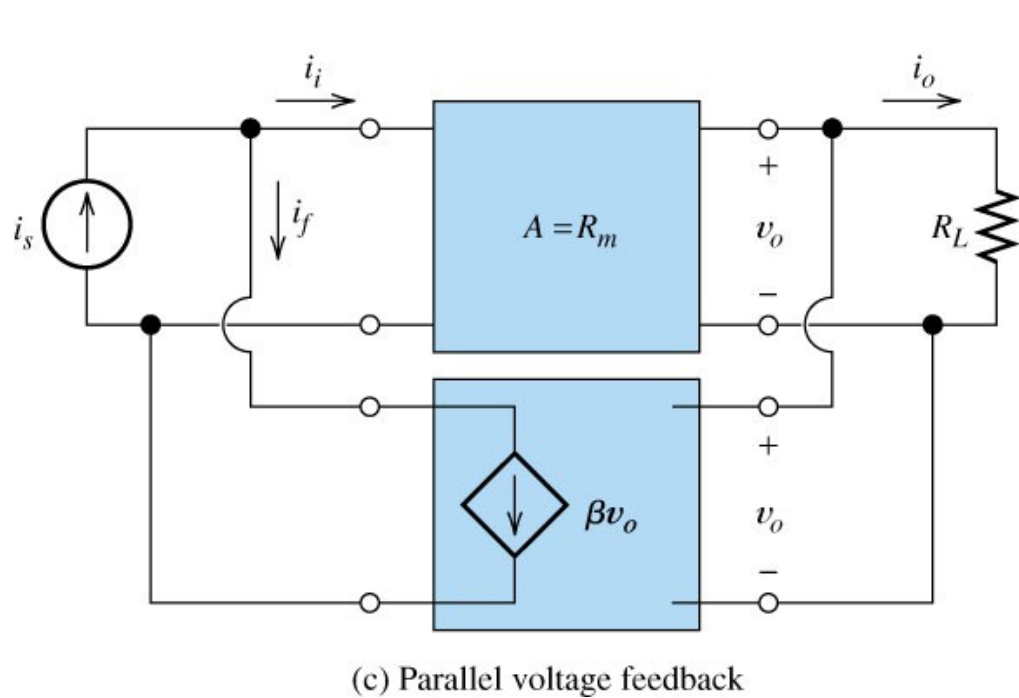 i_i
i_o
i_s
i_f
A = R_m
+
v_o
−
R_L
βv_o
+
v_o
−
(c) Parallel voltage feedback